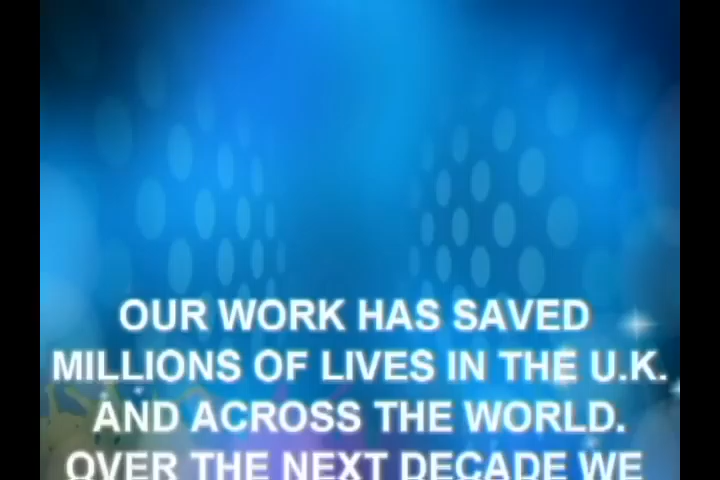 OUR WORK HAS SAVED
MILLIONS OF LIVES IN THE U.K.
AND ACROSS THE WORLD.
OVER THE NEXT DECADE WE